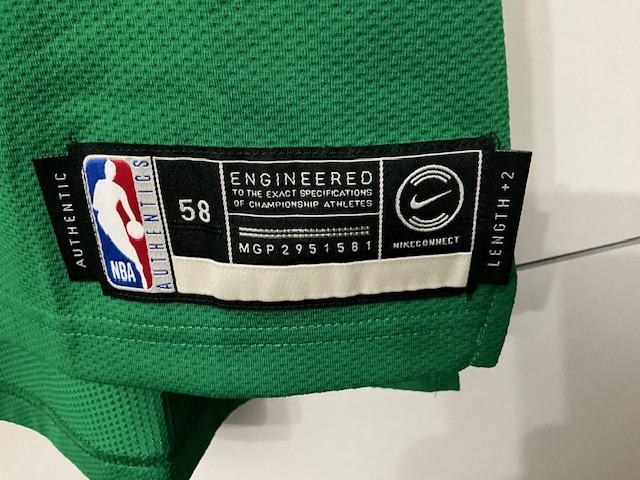 AUTHENTIC
NBA
AUTHENTICS
58
ENGINEERED
TO THE EXACT SPECIFICATIONS
OF CHAMPIONSHIP ATHLETES
MGP2951581
NIKECONNECT
LENGTH +2